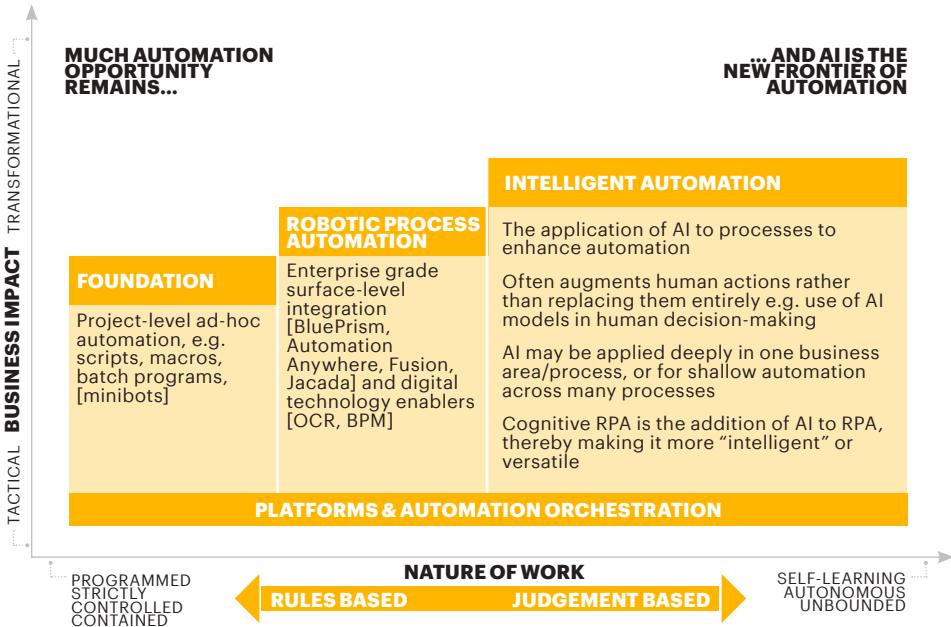 MUCH AUTOMATION
OPPORTUNITY
REMAINS...
... AND AI IS THE
NEW FRONTIER OF
AUTOMATION
TACTICAL BUSINESS IMPACT TRANSFORMATIONAL
FOUNDATION
Project-level ad-hoc
automation, e.g.
scripts, macros,
batch programs,
[minibots]
ROBOTIC PROCESS
AUTOMATION
Enterprise grade
surface-level
integration
[BluePrism,
Automation
Anywhere, Fusion,
Jacada] and digital
technology enablers
[OCR, BPM]
INTELLIGENT AUTOMATION
The application of AI to processes to
enhance automation
Often augments human actions rather
than replacing them entirely e.g. use of AI
models in human decision-making
AI may be applied deeply in one business
area/process, or for shallow automation
across many processes
Cognitive RPA is the addition of AI to RPA,
thereby making it more “intelligent” or
versatile
PLATFORMS & AUTOMATION ORCHESTRATION
NATURE OF WORK
PROGRAMMED
STRICTLY
CONTROLLED
CONTAINED
RULES BASED JUDGEMENT BASED
SELF-LEARNING
AUTONOMOUS
UNBOUNDED